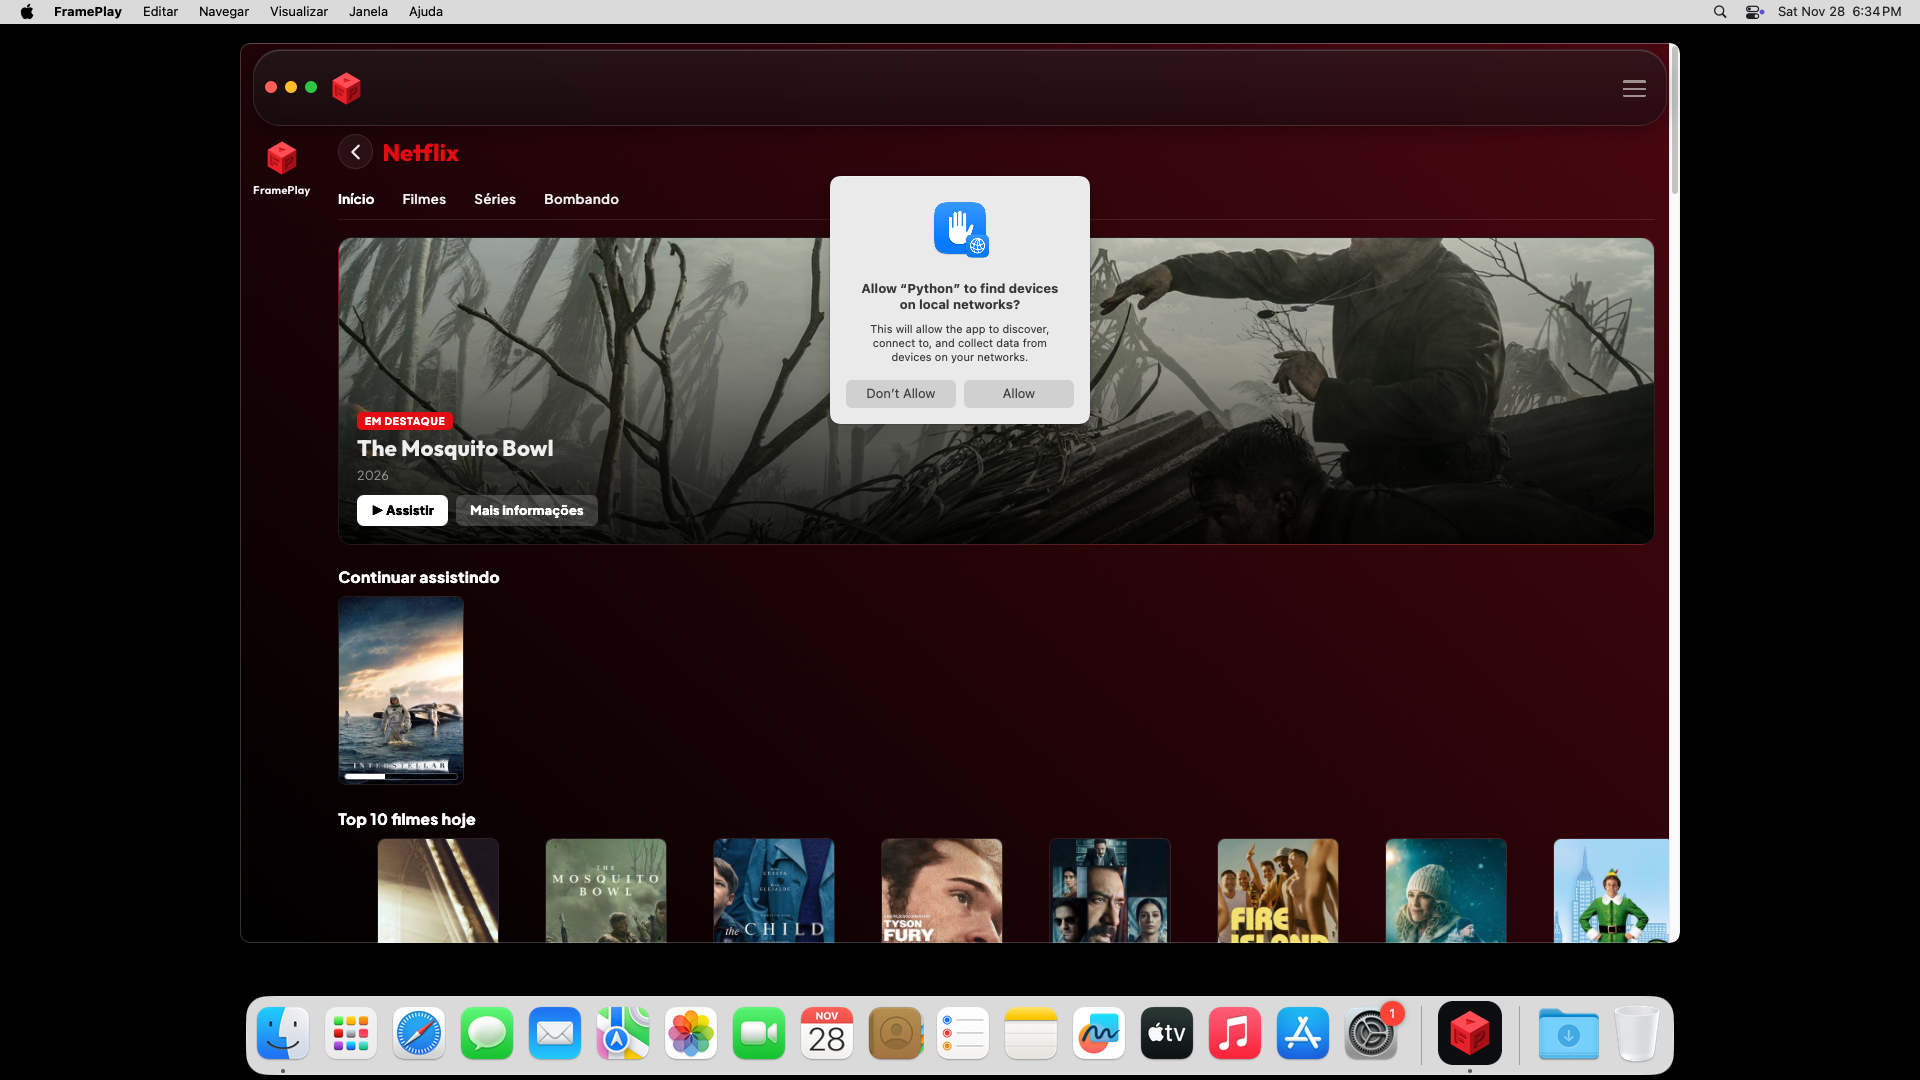 FramePlay Editar Navegar Visualizar Janela Ajuda Sat Nov 28 6:34 PM
FramePlay
Netflix
Início Filmes Séries Bombando
Allow “Python” to find devices
on local networks?
This will allow the app to discover,
connect to, and collect data from
devices on your networks.
Don't Allow Allow
EM DESTAQUE
The Mosquito Bowl
2026
Assistir Mais informações
Continuar assistindo
INTERSTELLAR
Top 10 filmes hoje
THE
MOSQUITO
BOWL
the CHILD
TYSON
FURY
FIRE
ISLAND
NOV
28
tv
1